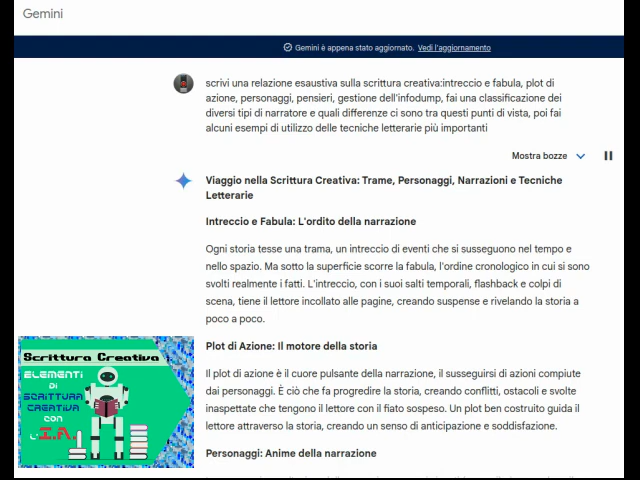 Gemini
Gemini è appena stato aggiornato. Vedi l'aggiornamento
scrivi una relazione esaustiva sulla scrittura creativa:intreccio e fabula, plot di
azione, personaggi, pensieri, gestione dell'infodump, fai una classificazione dei
diversi tipi di narratore e quali differenze ci sono tra questi punti di vista, poi fai
alcuni esempi di utilizzo delle tecniche letterarie più importanti
Mostra bozze
Viaggio nella Scrittura Creativa: Trame, Personaggi, Narrazioni e Tecniche
Letterarie
Intreccio e Fabula: L'ordito della narrazione
Ogni storia tesse una trama, un intreccio di eventi che si susseguono nel tempo e
nello spazio. Ma sotto la superficie scorre la fabula, l'ordine cronologico in cui si sono
svolti realmente i fatti. L'intreccio, con i suoi salti temporali, flashback e colpi di
scena, tiene il lettore incollato alle pagine, creando suspense e rivelando la storia a
poco a poco.
Plot di Azione: Il motore della storia
Il plot di azione è il cuore pulsante della narrazione, il susseguirsi di azioni compiute
dai personaggi. È ciò che fa progredire la storia, creando conflitti, ostacoli e svolte
inaspettate che tengono il lettore con il fiato sospeso. Un plot ben costruito guida il
lettore attraverso la storia, creando un senso di anticipazione e soddisfazione.
Personaggi: Anime della narrazione
Scrittura Creativa
ELEMENTI
DI
SCRITTURA
CREATIVA
CON
L'I.A.